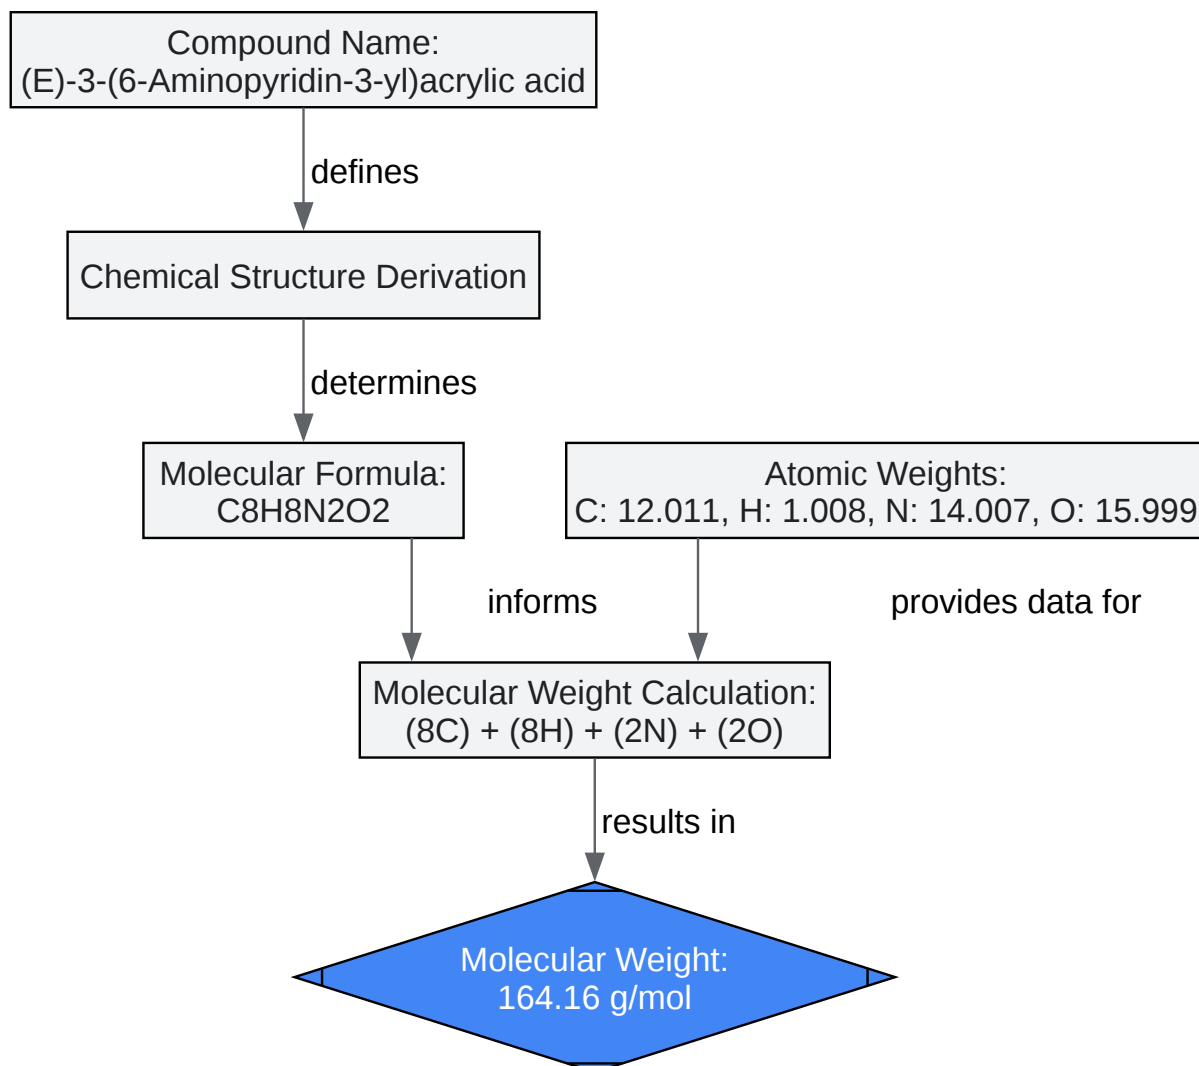 Compound Name:
(E)-3-(6-Aminopyridin-3-yl)acrylic acid
defines
Chemical Structure Derivation
determines
Molecular Formula:
C8H8N2O2
Atomic Weights:
C: 12.011, H: 1.008, N: 14.007, O: 15.999
informs
provides data for
Molecular Weight Calculation:
(8C) + (8H) + (2N) + (2O)
results in
Molecular Weight:
164.16 g/mol